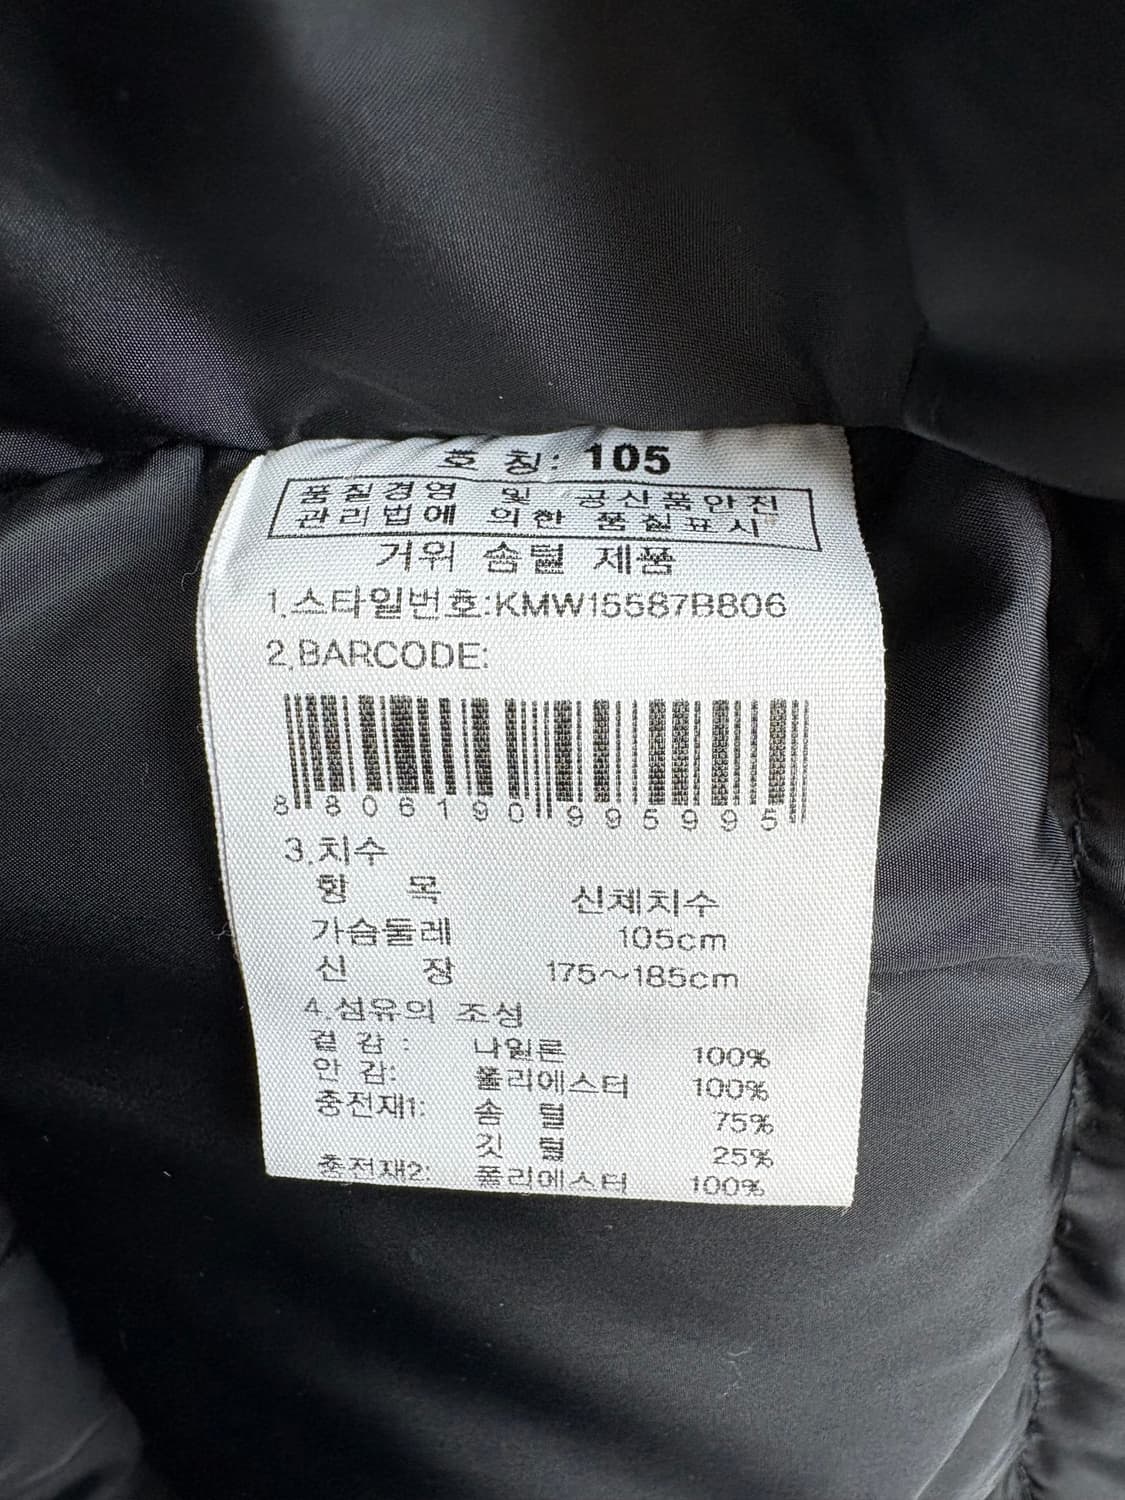 호 칭: 105
품질경영 및 공산품안전
관리법에 의한 품질표시
거위 솜털 제품
1.스타일번호:KMW15587B806
2.BARCODE:
8 806190 995995
3.치수
항 목 신체치수
가슴둘레 105cm
신 장 175~185cm
4.섬유의 조성
겉 감: 나일론 100%
안 감: 폴리에스터 100%
충전재1: 솜 털 75%
깃 털 25%
충전재2: 폴리에스터 100%